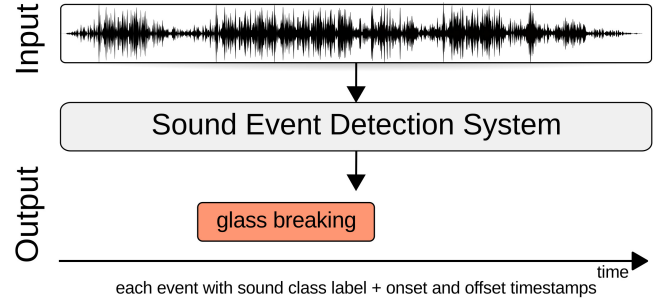 Input
Sound Event Detection System
Output
glass breaking
time
each event with sound class label + onset and offset timestamps